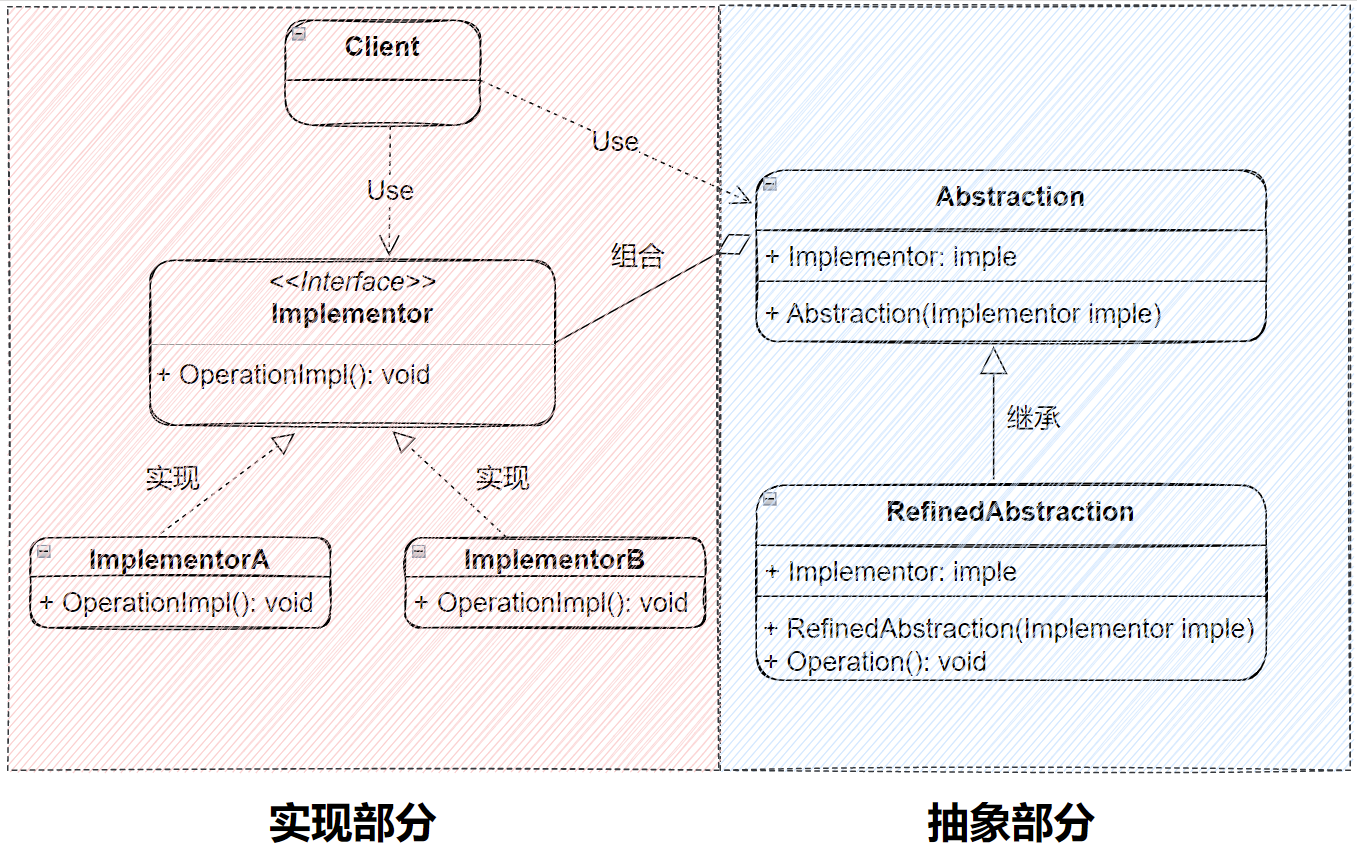 Client
Use
Use
<<Interface>>
Implementor
+ OperationImpl(): void
组合
实现
实现
ImplementorA
+ OperationImpl(): void
ImplementorB
+ OperationImpl(): void
Abstraction
+ Implementor: imple
+ Abstraction(Implementor imple)
继承
RefinedAbstraction
+ Implementor: imple
+ RefinedAbstraction(Implementor imple)
+ Operation(): void
实现部分
抽象部分